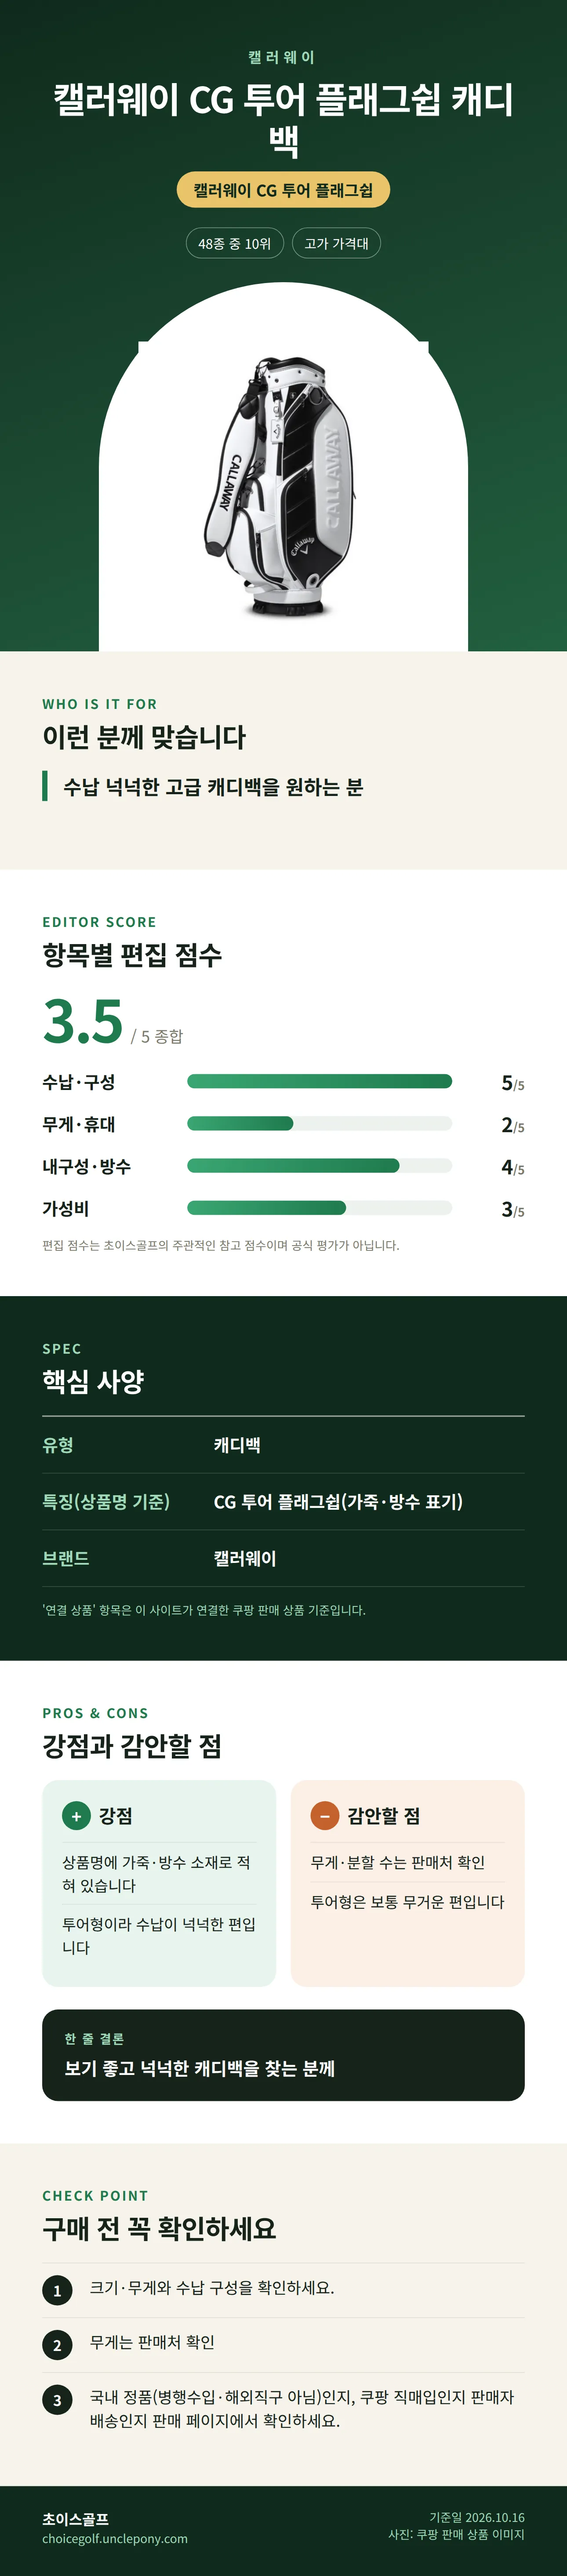 캘러웨이
캘러웨이 CG 투어 플래그쉽 캐디
백
캘러웨이 CG 투어 플래그쉽
48종 중 10위
고가 가격대
CALLAWAY
CALLAWAY
Callaway
WHO IS IT FOR
이런 분께 맞습니다
수납 넉넉한 고급 캐디백을 원하는 분
EDITOR SCORE
항목별 편집 점수
3.5 / 5 종합
수납·구성 5/5
무게·휴대 2/5
내구성·방수 4/5
가성비 3/5
편집 점수는 초이스골프의 주관적인 참고 점수이며 공식 평가가 아닙니다.
SPEC
핵심 사양
유형 캐디백
특징(상품명 기준) CG 투어 플래그쉽(가죽·방수 표기)
브랜드 캘러웨이
'연결 상품' 항목은 이 사이트가 연결한 쿠팡 판매 상품 기준입니다.
PROS & CONS
강점과 감안할 점
+ 강점
상품명에 가죽·방수 소재로 적
혀 있습니다
투어형이라 수납이 넉넉한 편입
니다
− 감안할 점
무게·분할 수는 판매처 확인
투어형은 보통 무거운 편입니다
한 줄 결론
보기 좋고 넉넉한 캐디백을 찾는 분께
CHECK POINT
구매 전 꼭 확인하세요
1 크기·무게와 수납 구성을 확인하세요.
2 무게는 판매처 확인
3 국내 정품(병행수입·해외직구 아님)인지, 쿠팡 직매입인지 판매자
배송인지 판매 페이지에서 확인하세요.
초이스골프
choicegolf.unclepony.com
기준일 2026.10.16
사진: 쿠팡 판매 상품 이미지